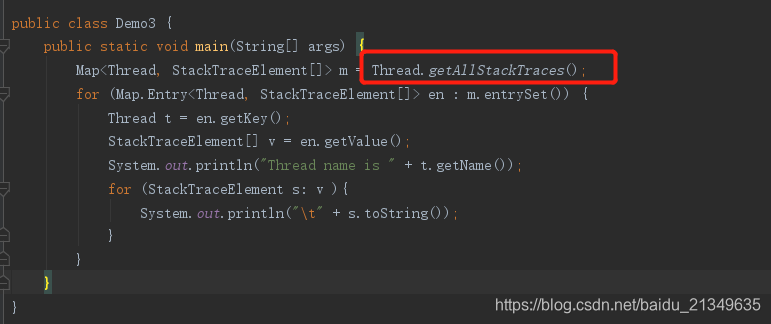 public class Demo3 {
public static void main(String[] args) {
Map<Thread, StackTraceElement[]> m = Thread.getAllStackTraces();
for (Map.Entry<Thread, StackTraceElement[]> en : m.entrySet()) {
Thread t = en.getKey();
StackTraceElement[] v = en.getValue();
System.out.println("Thread name is " + t.getName());
for (StackTraceElement s: v ){
System.out.println("\t" + s.toString());
}
}
}
}
https://blog.csdn.net/baidu_21349635